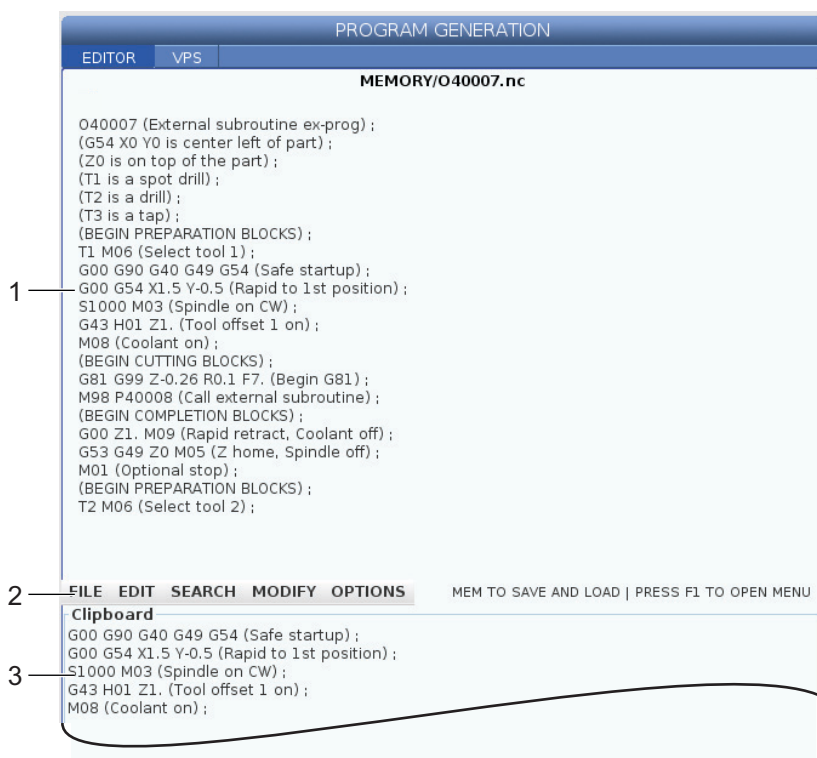 PROGRAM GENERATION
EDITOR VPS
MEMORY/O40007.nc
O40007 (External subroutine ex-prog) ;
(G54 X0 Y0 is center left of part) ;
(Z0 is on top of the part) ;
(T1 is a spot drill) ;
(T2 is a drill) ;
(T3 is a tap) ;
(BEGIN PREPARATION BLOCKS) ;
T1 M06 (Select tool 1) ;
G00 G90 G40 G49 G54 (Safe startup) ;
1
G00 G54 X1.5 Y-0.5 (Rapid to 1st position) ;
S1000 M03 (Spindle on CW) ;
G43 H01 Z1. (Tool offset 1 on) ;
M08 (Coolant on) ;
(BEGIN CUTTING BLOCKS) ;
G81 G99 Z-0.26 R0.1 F7. (Begin G81) ;
M98 P40008 (Call external subroutine) ;
(BEGIN COMPLETION BLOCKS) ;
G00 Z1. M09 (Rapid retract, Coolant off) ;
G53 G49 Z0 M05 (Z home, Spindle off) ;
M01 (Optional stop) ;
(BEGIN PREPARATION BLOCKS) ;
T2 M06 (Select tool 2) ;
2
FILE EDIT SEARCH MODIFY OPTIONS MEM TO SAVE AND LOAD | PRESS F1 TO OPEN MENU
Clipboard
G00 G90 G40 G49 G54 (Safe startup) ;
G00 G54 X1.5 Y-0.5 (Rapid to 1st position) ;
3
S1000 M03 (Spindle on CW) ;
G43 H01 Z1. (Tool offset 1 on) ;
M08 (Coolant on) ;